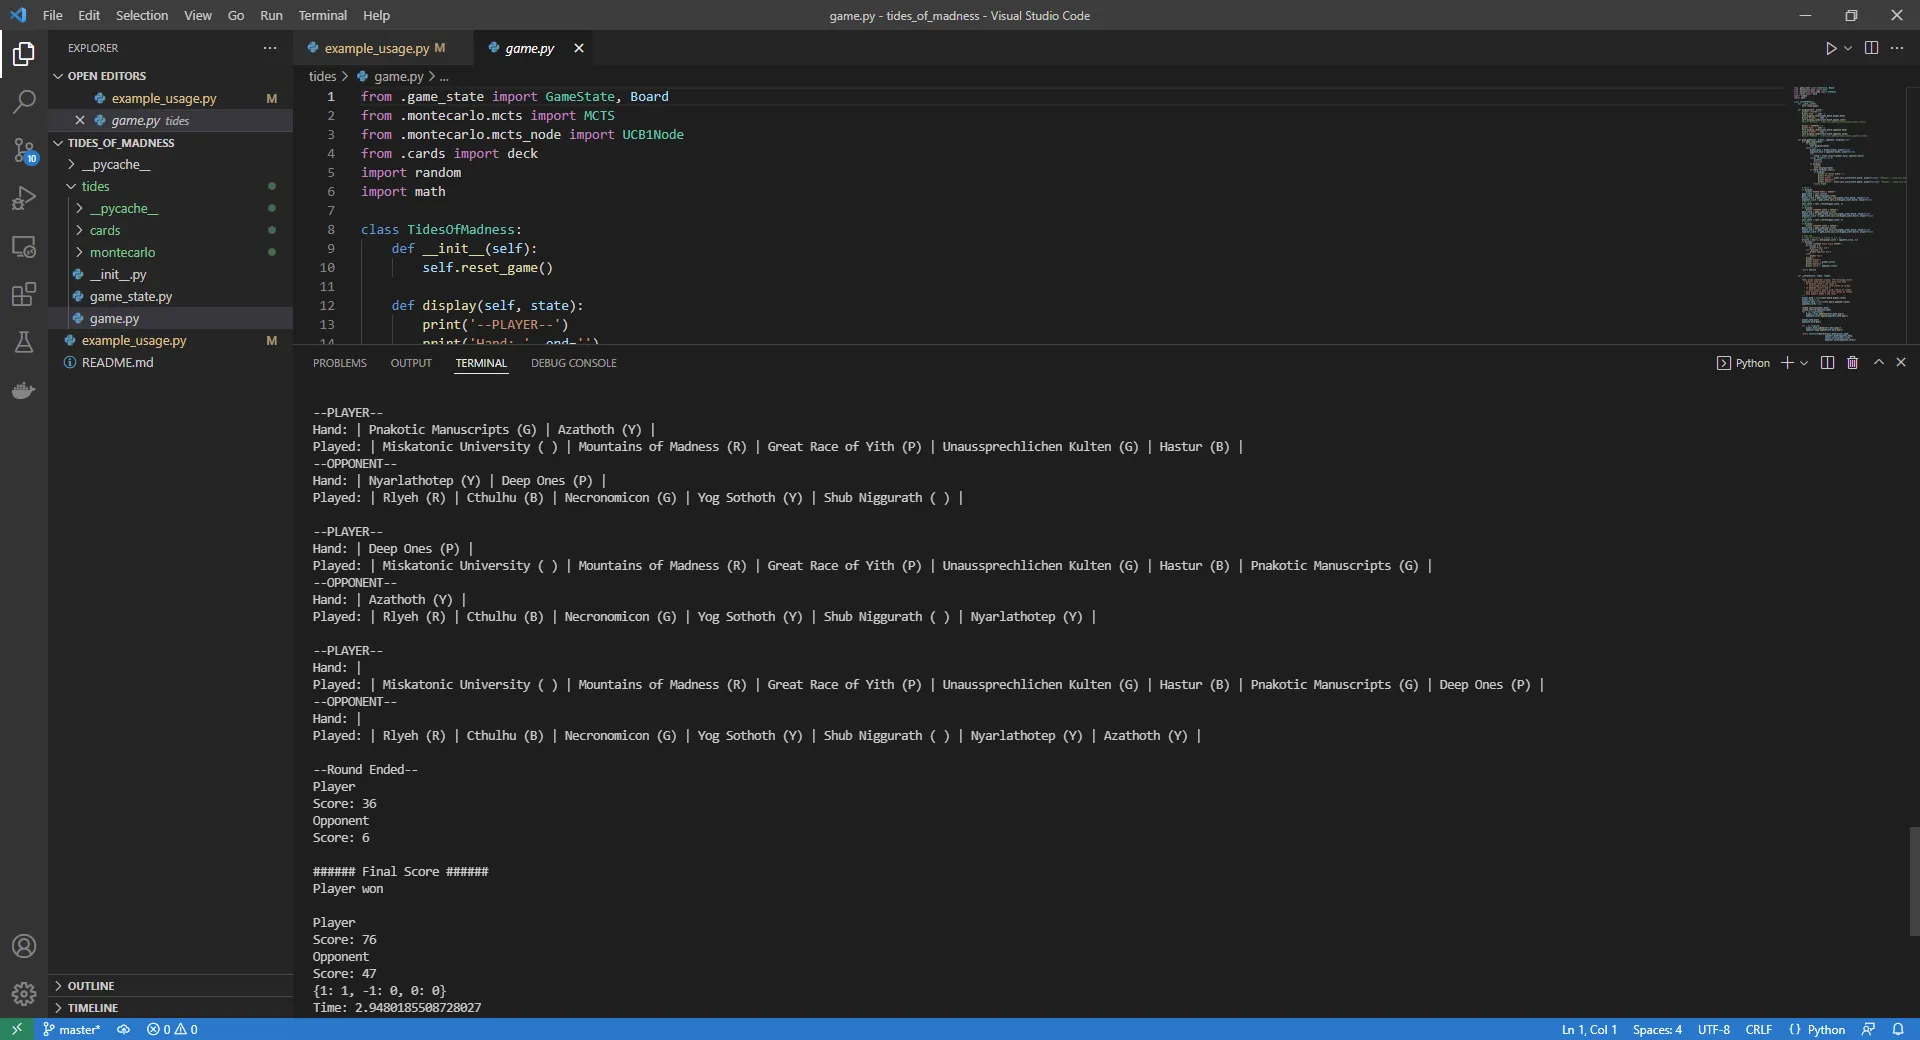 File Edit Selection View Go Run Terminal Help
game.py - tides_of_madness - Visual Studio Code
EXPLORER
OPEN EDITORS
example_usage.py M
game.py tides
TIDES_OF_MADNESS
__pycache__
tides
__pycache__
cards
montecarlo
__init__.py
game_state.py
game.py
example_usage.py M
README.md
OUTLINE
TIMELINE
10
example_usage.py M
game.py
tides > game.py > ...
1 from .game_state import GameState, Board
2 from .montecarlo.mcts import MCTS
3 from .montecarlo.mcts_node import UCB1Node
4 from .cards import deck
5 import random
6 import math
7
8 class TidesOfMadness:
9 def __init__(self):
10 self.reset_game()
11
12 def display(self, state):
13 print('--PLAYER--')
14 print('Hand: ', end='')
PROBLEMS OUTPUT TERMINAL DEBUG CONSOLE
Python
--PLAYER--
Hand: | Pnakotic Manuscripts (G) | Azathoth (Y) |
Played: | Miskatonic University ( ) | Mountains of Madness (R) | Great Race of Yith (P) | Unaussprechlichen Kulten (G) | Hastur (B) |
--OPPONENT--
Hand: | Nyarlathotep (Y) | Deep Ones (P) |
Played: | Rlyeh (R) | Cthulhu (B) | Necronomicon (G) | Yog Sothoth (Y) | Shub Niggurath ( ) |
--PLAYER--
Hand: | Deep Ones (P) |
Played: | Miskatonic University ( ) | Mountains of Madness (R) | Great Race of Yith (P) | Unaussprechlichen Kulten (G) | Hastur (B) | Pnakotic Manuscripts (G) |
--OPPONENT--
Hand: | Azathoth (Y) |
Played: | Rlyeh (R) | Cthulhu (B) | Necronomicon (G) | Yog Sothoth (Y) | Shub Niggurath ( ) | Nyarlathotep (Y) |
--PLAYER--
Hand: |
Played: | Miskatonic University ( ) | Mountains of Madness (R) | Great Race of Yith (P) | Unaussprechlichen Kulten (G) | Hastur (B) | Pnakotic Manuscripts (G) | Deep Ones (P) |
--OPPONENT--
Hand: |
Played: | Rlyeh (R) | Cthulhu (B) | Necronomicon (G) | Yog Sothoth (Y) | Shub Niggurath ( ) | Nyarlathotep (Y) | Azathoth (Y) |
--Round Ended--
Player
Score: 36
Opponent
Score: 6
###### Final Score ######
Player won
Player
Score: 76
Opponent
Score: 47
{1: 1, -1: 0, 0: 0}
Time: 2.9480185508728027
master* 0 0
Ln 1, Col 1 Spaces: 4 UTF-8 CRLF {} Python